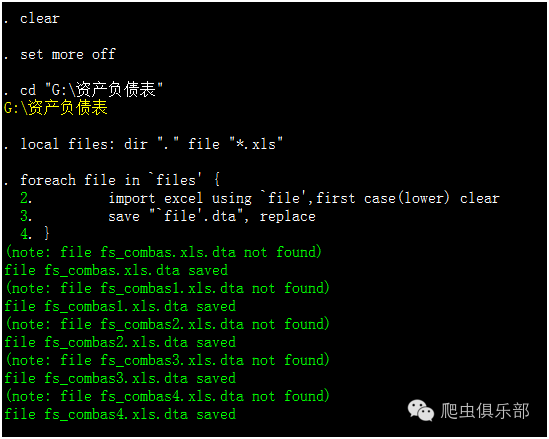 . clear
. set more off
. cd "G:\资产负债表"
G:\资产负债表
. local files: dir "." file "*.xls"
. foreach file in `files' {
2. import excel using `file',first case(lower) clear
3. save "`file'.dta", replace
4. }
(note: file fs_combas.xls.dta not found)
file fs_combas.xls.dta saved
(note: file fs_combas1.xls.dta not found)
file fs_combas1.xls.dta saved
(note: file fs_combas2.xls.dta not found)
file fs_combas2.xls.dta saved
(note: file fs_combas3.xls.dta not found)
file fs_combas3.xls.dta saved
(note: file fs_combas4.xls.dta not found)
file fs_combas4.xls.dta saved
爬虫俱乐部